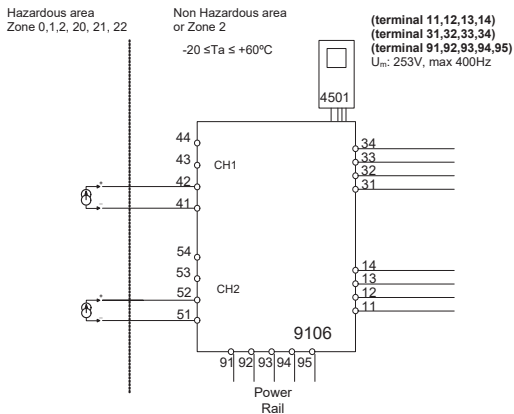 Hazardous area
Zone 0,1,2, 20, 21, 22
Non Hazardous area
or Zone 2
-20 ≤Ta ≤ +60ºC
(terminal 11,12,13,14)
(terminal 31,32,33,34)
(terminal 91,92,93,94,95)
Um: 253V, max 400Hz
4501
44
43
CH1
42
41
34
33
32
31
+
-
54
53
CH2
52
51
14
13
12
11
+
-
9106
91 92 93 94 95
Power
Rail